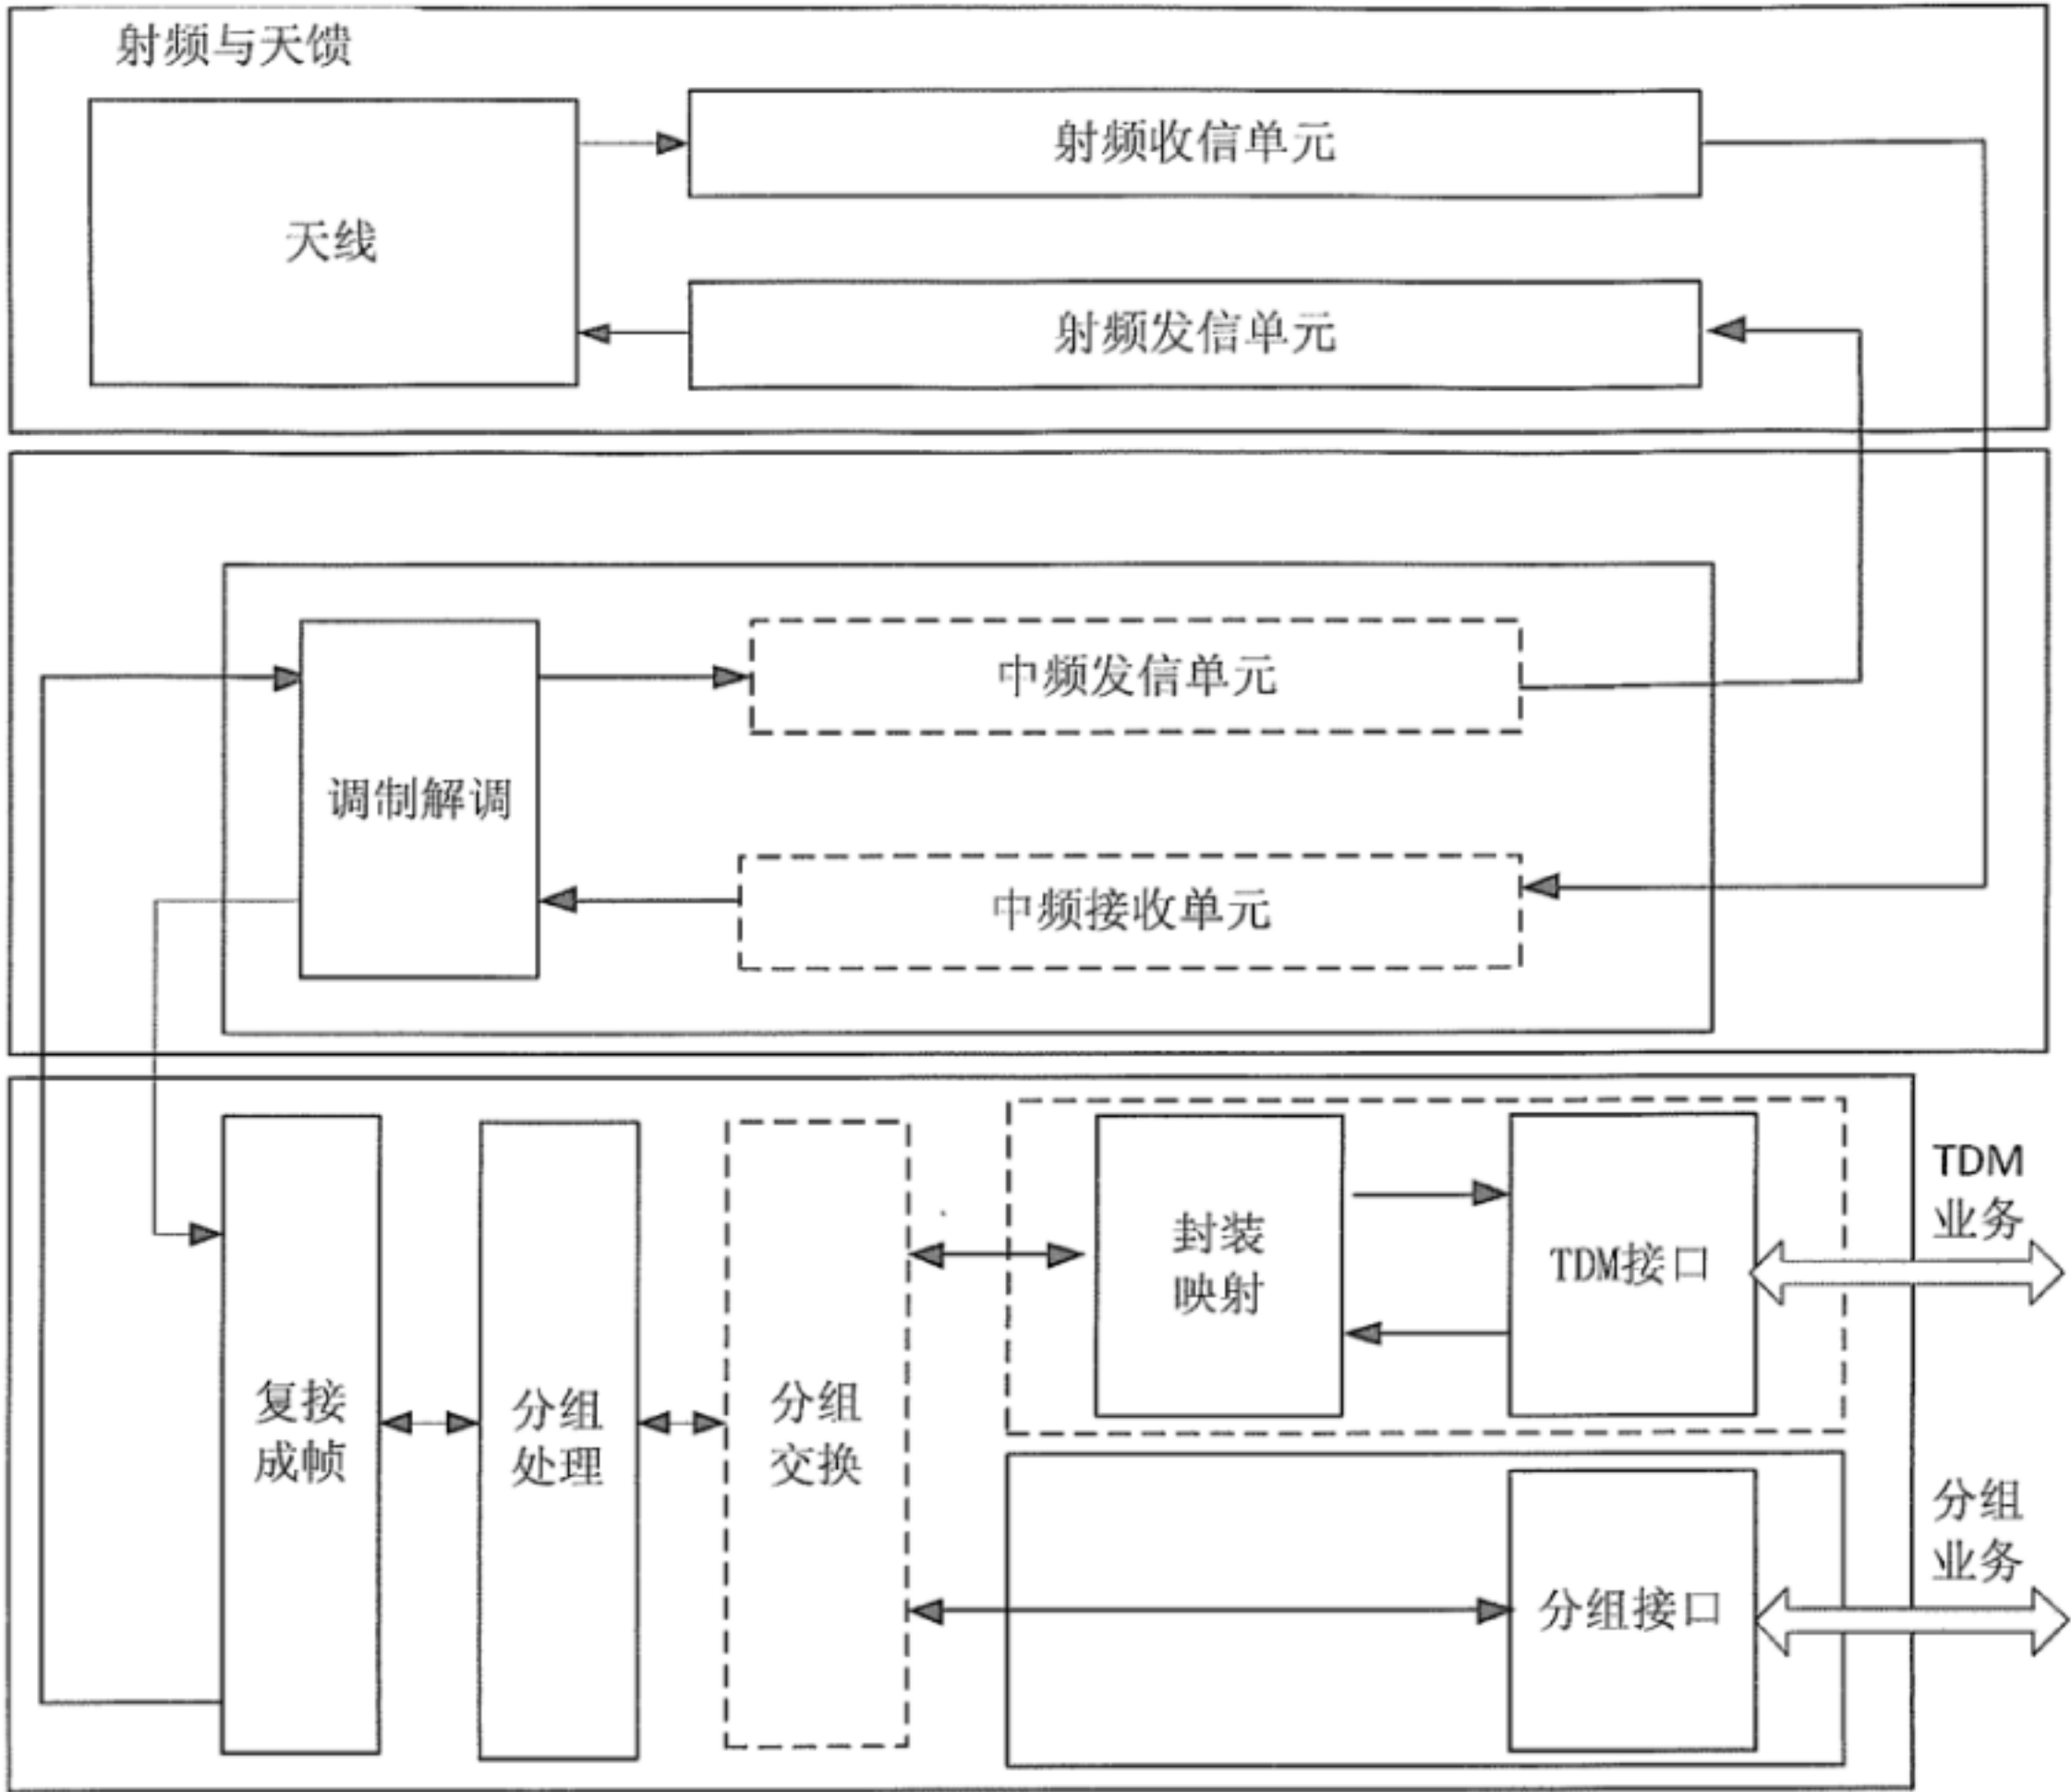 射频与天馈
天线
射频收信单元
射频发信单元
调制解调
中频发信单元
中频接收单元
复接
成帧
分组
处理
分组
交换
封装
映射
TDM接口
TDM
业务
分组接口
分组
业务